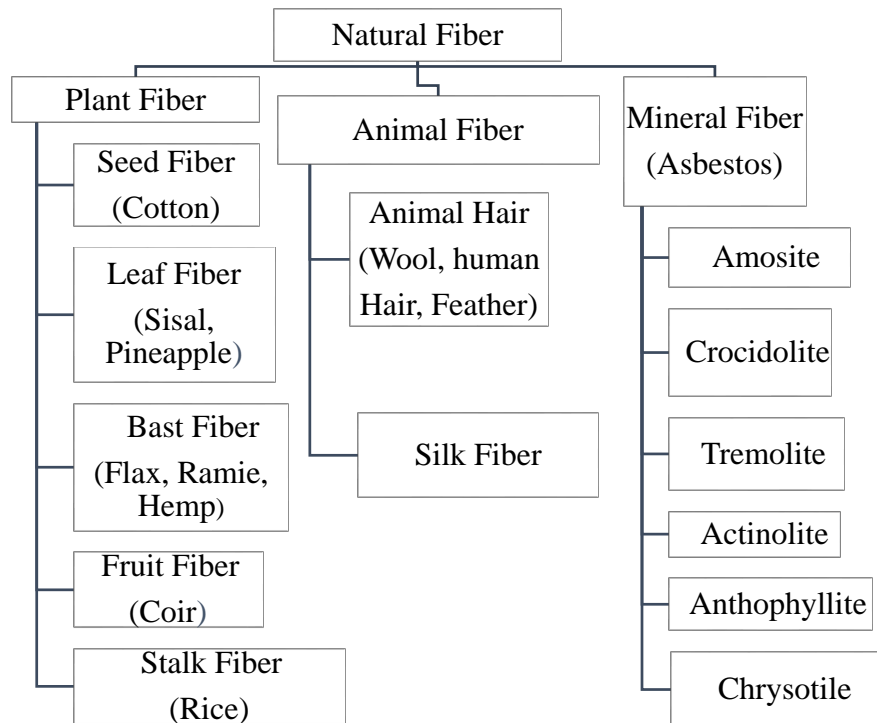 Natural Fiber
Plant Fiber
Seed Fiber
(Cotton)
Leaf Fiber
(Sisal,
Pineapple)
Bast Fiber
(Flax, Ramie,
Hemp)
Fruit Fiber
(Coir)
Stalk Fiber
(Rice)
Animal Fiber
Animal Hair
(Wool, human
Hair, Feather)
Silk Fiber
Mineral Fiber
(Asbestos)
Amosite
Crocidolite
Tremolite
Actinolite
Anthophyllite
Chrysotile